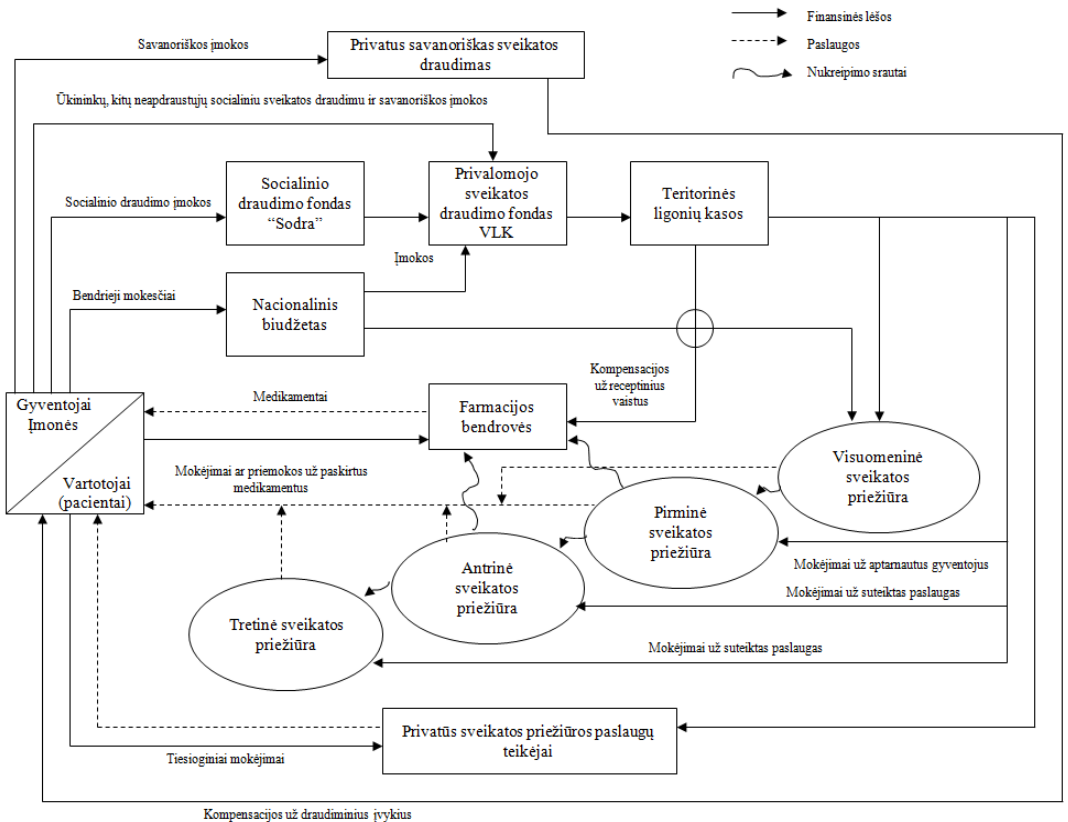 Finansinės lėšos
Savanoriškos įmokos
Privatus savanoriškas sveikatos
draudimas
Paslaugos
Nukreipimo srautai
Ūkininkų, kitų neapdraustųjų socialiniu sveikatos draudimu ir savanoriškos įmokos
Socialinio draudimo įmokos
Socialinio
draudimo fondas
“Sodra”
Privalomojo
sveikatos
draudimo fondas
VLK
Teritorinės
ligonių kasos
Įmokos
Bendrieji mokesčiai
Nacionalinis
biudžetas
Kompensacijos
už receptinius
vaistus
Gyventojai
Įmonės
Vartotojai
(pacientai)
Medikamentai
Farmacijos
bendrovės
Mokėjimai ar priemokos už paskirtus
medikamentus
Visuomeninė
sveikatos
priežiūra
Pirminė
sveikatos
priežiūra
Antrinė
sveikatos
priežiūra
Tretinė sveikatos
priežiūra
Mokėjimai už aptarnautus gyventojus
Mokėjimai už suteiktas paslaugas
Mokėjimai už suteiktas paslaugas
Privatūs sveikatos priežiūros paslaugų
teikėjai
Tiesioginiai mokėjimai
Kompensacijos už draudiminius įvykius